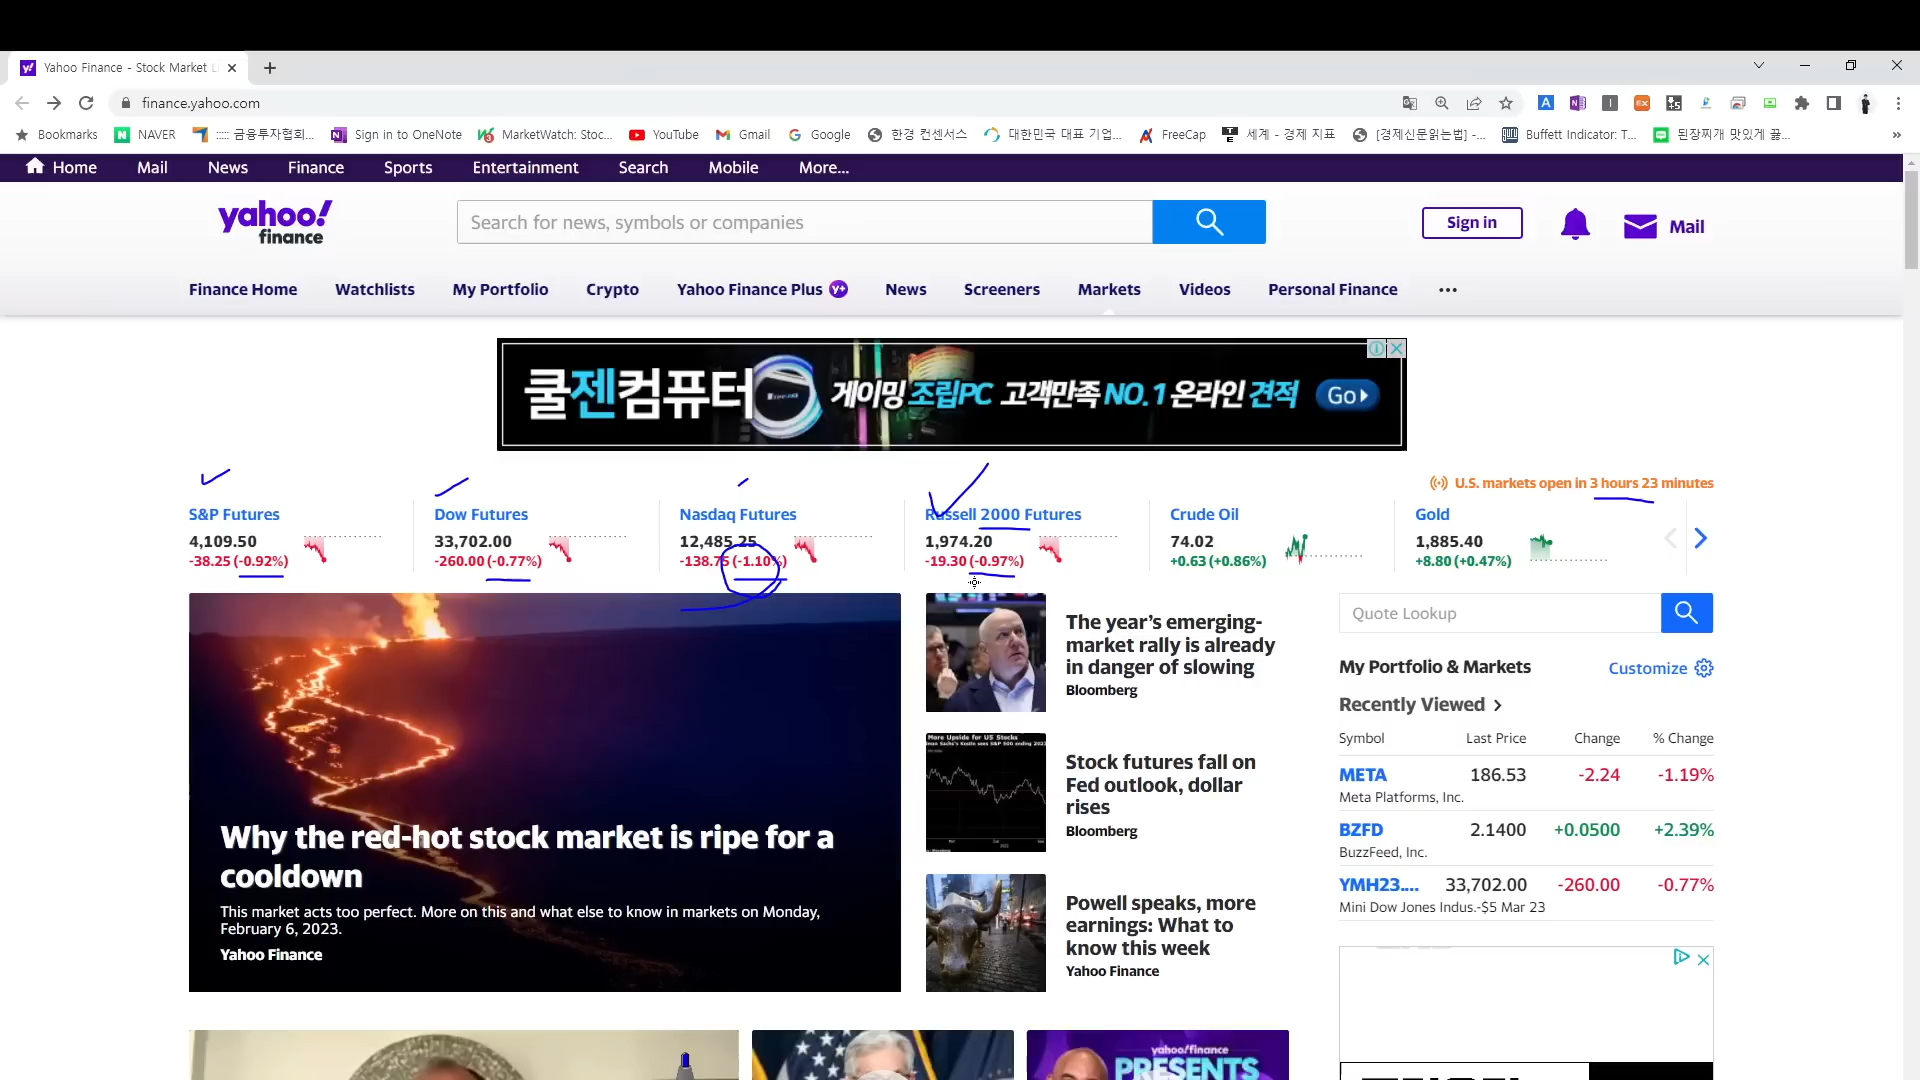 Yahoo Finance - Stock Market L
finance.yahoo.com
Bookmarks NAVER ::::: 금융투자협회... Sign in to OneNote MarketWatch: Stoc... YouTube Gmail Google 한경 컨센서스 대한민국 대표 기업... FreeCap 세계 - 경제 지표 [경제신문읽는법] -... Buffett Indicator: T... 된장찌개 맛있게 끓... »
Home Mail News Finance Sports Entertainment Search Mobile More...
yahoo!
finance
Search for news, symbols or companies
Sign in
Mail
Finance Home Watchlists My Portfolio Crypto Yahoo Finance Plus News Screeners Markets Videos Personal Finance ...
쿨젠컴퓨터 게이밍 조립PC 고객만족 NO.1 온라인 견적 Go
U.S. markets open in 3 hours 23 minutes
S&P Futures
4,109.50
-38.25 (-0.92%)
Dow Futures
33,702.00
-260.00 (-0.77%)
Nasdaq Futures
12,485.25
-138.75 (-1.10%)
Russell 2000 Futures
1,974.20
-19.30 (-0.97%)
Crude Oil
74.02
+0.63 (+0.86%)
Gold
1,885.40
+8.80 (+0.47%)
Why the red-hot stock market is ripe for a
cooldown
This market acts too perfect. More on this and what else to know in markets on Monday,
February 6, 2023.
Yahoo Finance
The year's emerging-
market rally is already
in danger of slowing
Bloomberg
More Upside for US Stocks
Stock futures fall on
Fed outlook, dollar
rises
Bloomberg
Powell speaks, more
earnings: What to
know this week
Yahoo Finance
Quote Lookup
My Portfolio & Markets
Customize
Recently Viewed
Symbol Last Price Change % Change
META 186.53 -2.24 -1.19%
Meta Platforms, Inc.
BZFD 2.1400 +0.0500 +2.39%
BuzzFeed, Inc.
YMH23.... 33,702.00 -260.00 -0.77%
Mini Dow Jones Indus.-$5 Mar 23
yahoo!finance
PRESENTS